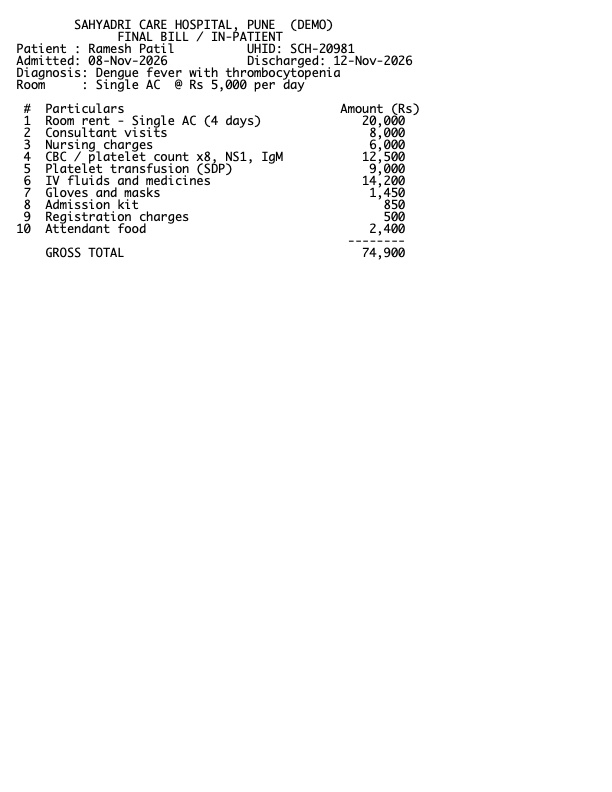 SAHYADRI CARE HOSPITAL, PUNE (DEMO)
FINAL BILL / IN-PATIENT
Patient : Ramesh Patil UHID: SCH-20981
Admitted: 08-Nov-2026 Discharged: 12-Nov-2026
Diagnosis: Dengue fever with thrombocytopenia
Room : Single AC @ Rs 5,000 per day
# Particulars Amount (Rs)
1 Room rent - Single AC (4 days) 20,000
2 Consultant visits 8,000
3 Nursing charges 6,000
4 CBC / platelet count x8, NS1, IgM 12,500
5 Platelet transfusion (SDP) 9,000
6 IV fluids and medicines 14,200
7 Gloves and masks 1,450
8 Admission kit 850
9 Registration charges 500
10 Attendant food 2,400
--------
GROSS TOTAL 74,900